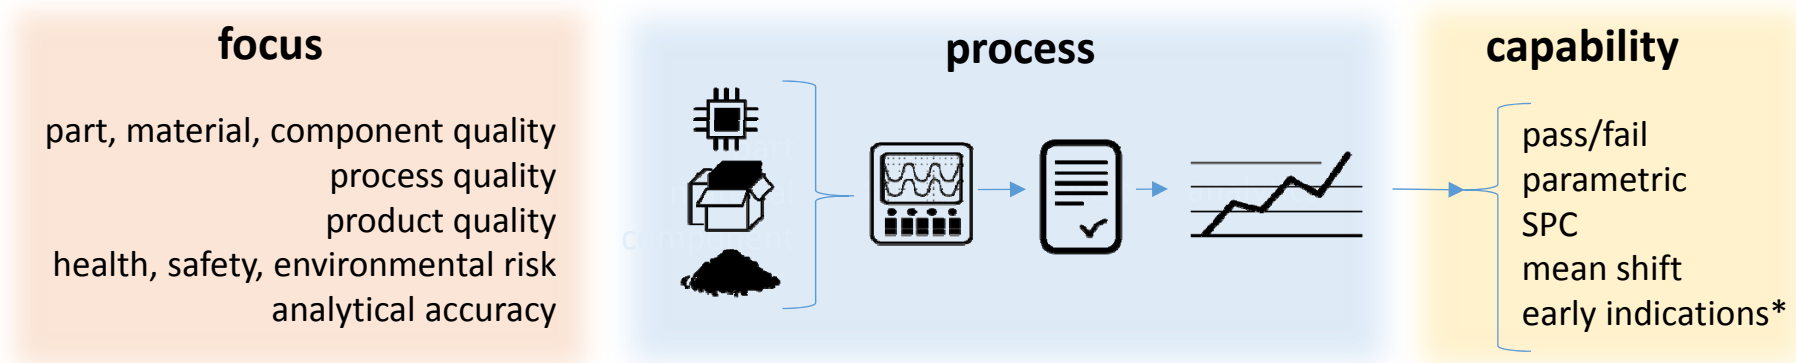 focus
part, material, component quality
process quality
product quality
health, safety, environmental risk
analytical accuracy
process
component
capability
pass/fail
parametric
SPC
mean shift
early indications*